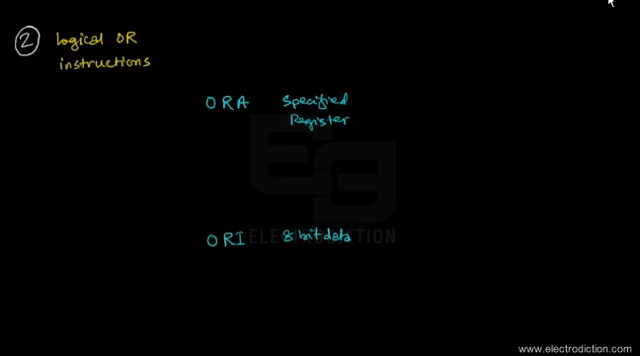 2 Logical OR
instructions
ORA Specified
Register
ELECTRODICTION
ORI 8 bit data
www.electrodiction.com